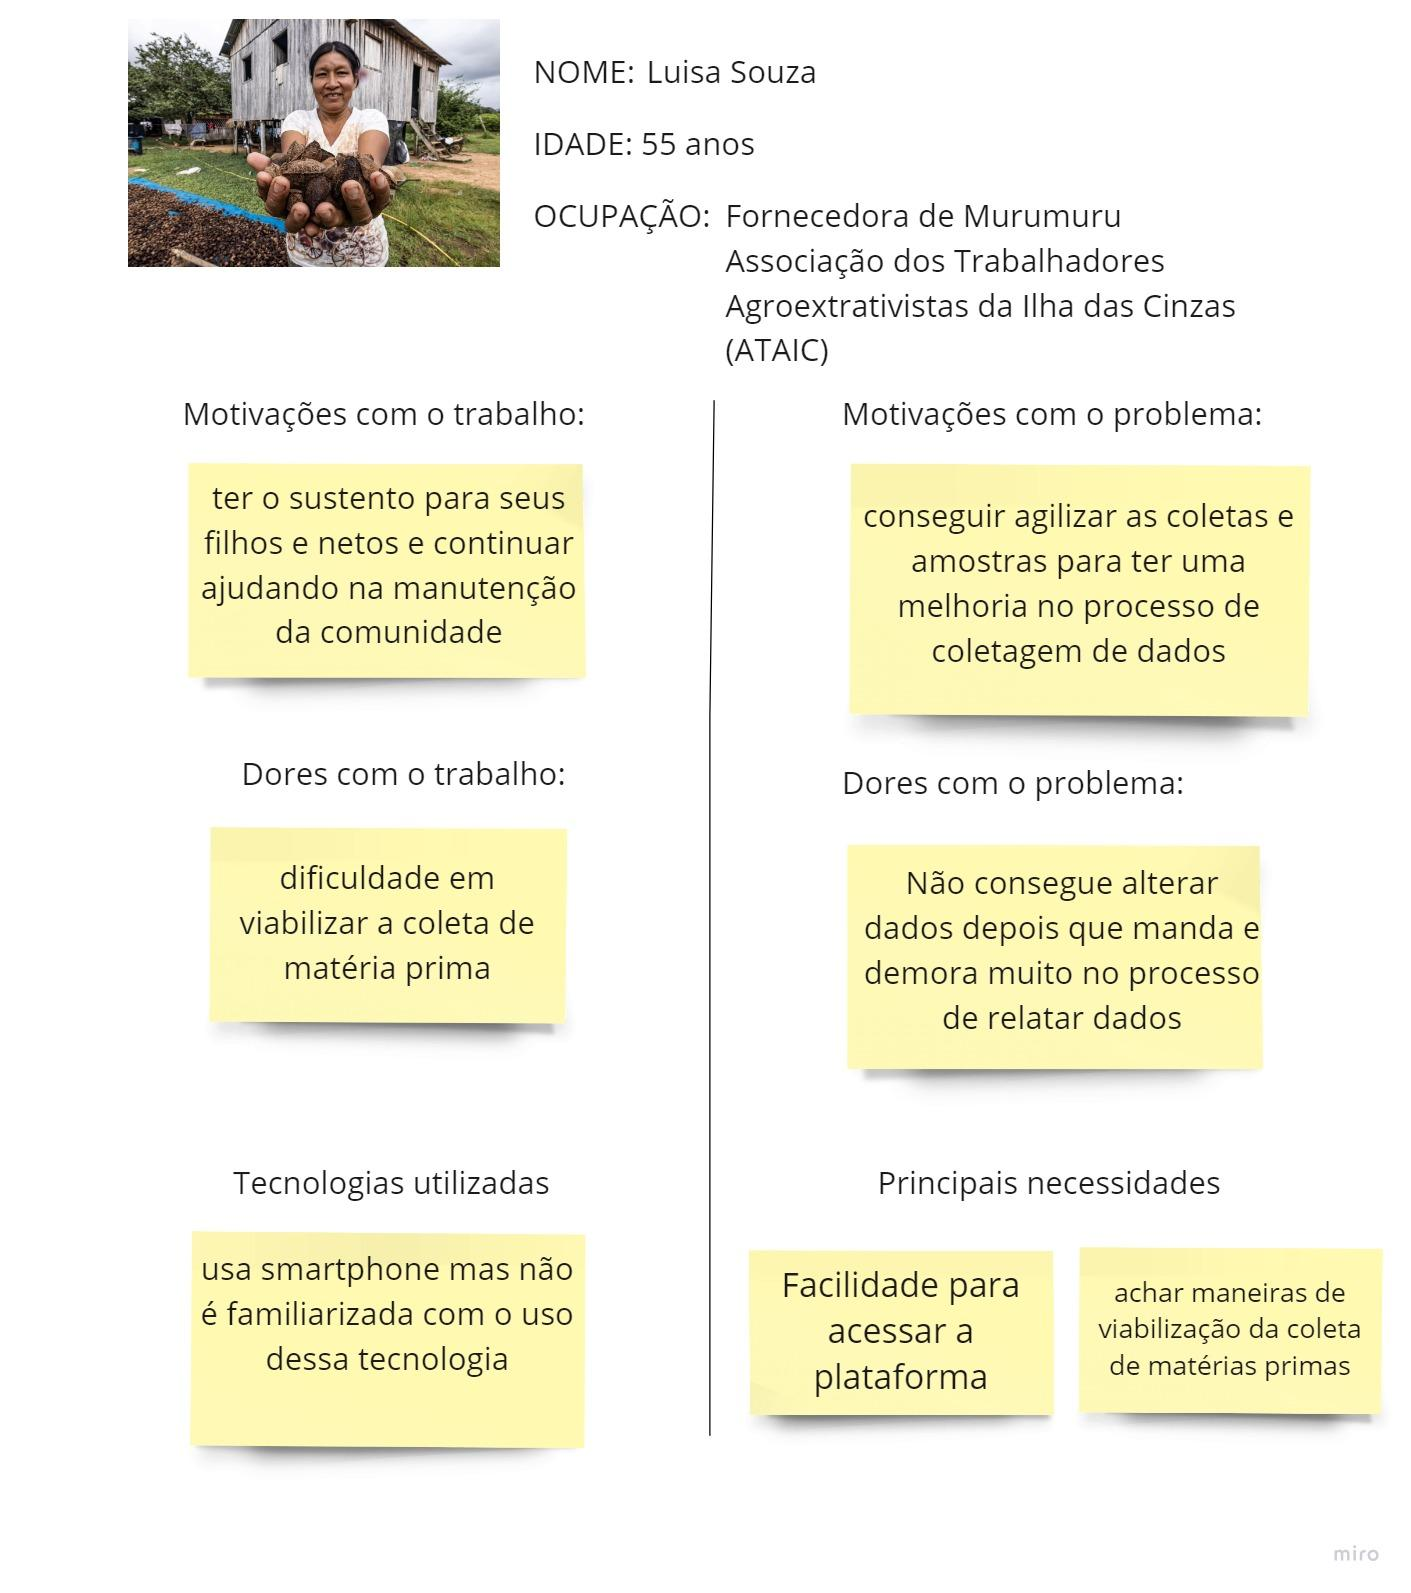 NOME: Luisa Souza
IDADE: 55 anos
OCUPAÇÃO: Fornecedora de Murumuru
Associação dos Trabalhadores
Agroextrativistas da Ilha das Cinzas
(ATAIC)
Motivações com o trabalho:
ter o sustento para seus
filhos e netos e continuar
ajudando na manutenção
da comunidade
Dores com o trabalho:
dificuldade em
viabilizar a coleta de
matéria prima
Tecnologias utilizadas
usa smartphone mas não
é familiarizada com o uso
dessa tecnologia
Motivações com o problema:
conseguir agilizar as coletas e
amostras para ter uma
melhoria no processo de
coletagem de dados
Dores com o problema:
Não consegue alterar
dados depois que manda e
demora muito no processo
de relatar dados
Principais necessidades
Facilidade para
acessar a
plataforma
achar maneiras de
viabilização da coleta
de matérias primas
miro